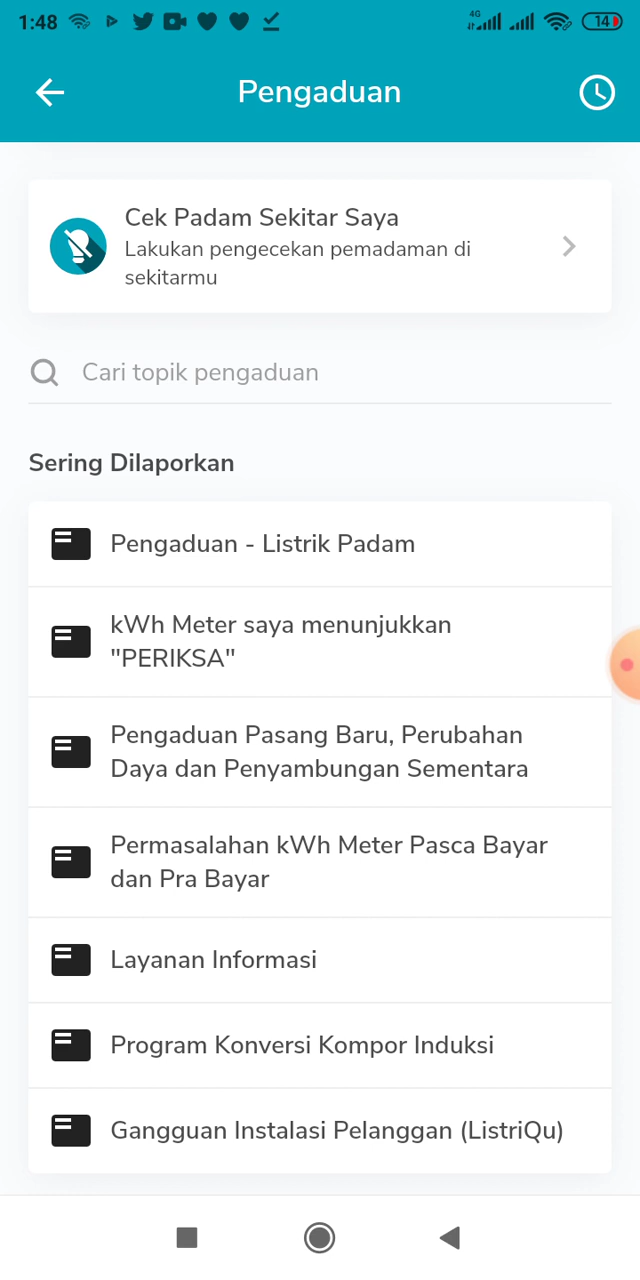 1:48
4G
14
Pengaduan
Cek Padam Sekitar Saya
Lakukan pengecekan pemadaman di
sekitarmu
Cari topik pengaduan
Sering Dilaporkan
Pengaduan - Listrik Padam
kWh Meter saya menunjukkan
"PERIKSA"
Pengaduan Pasang Baru, Perubahan
Daya dan Penyambungan Sementara
Permasalahan kWh Meter Pasca Bayar
dan Pra Bayar
Layanan Informasi
Program Konversi Kompor Induksi
Gangguan Instalasi Pelanggan (ListriQu)